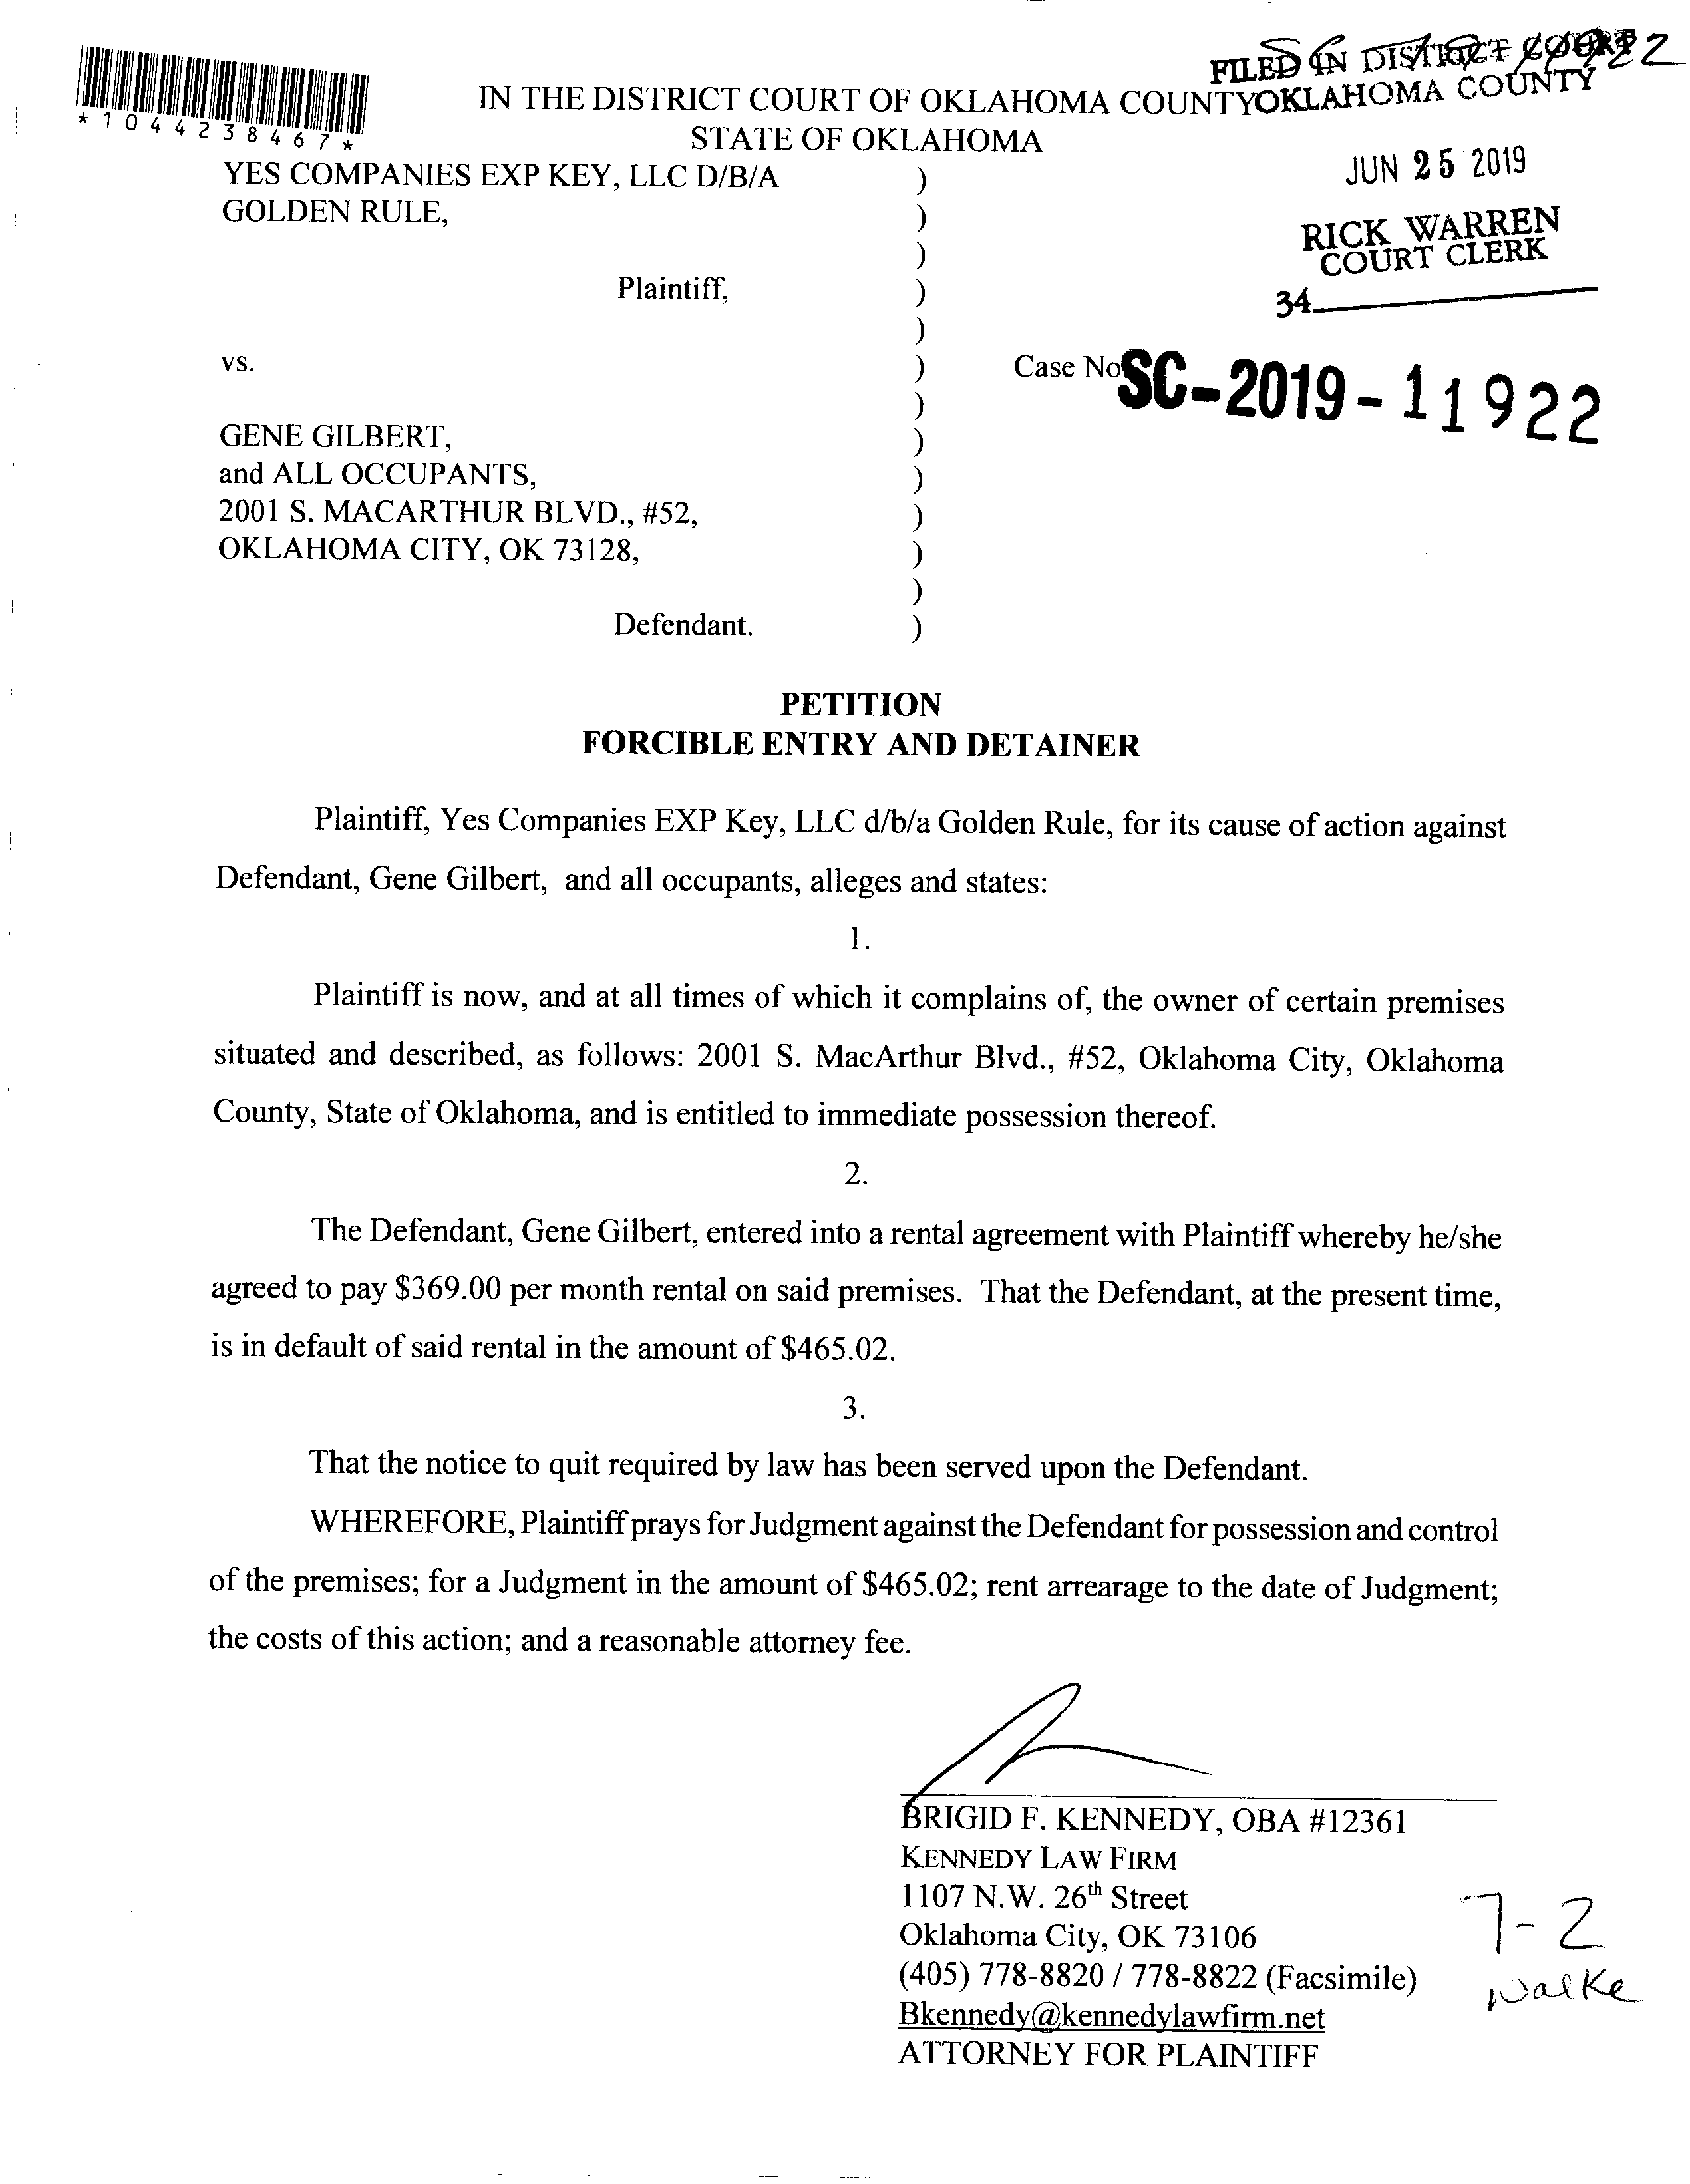 *1044238467*
FILED IN DISTRICT COURT
OKLAHOMA COUNTY
JUN 25 2019
RICK WARREN
COURT CLERK
34
IN THE DISTRICT COURT OF OKLAHOMA COUNTY
STATE OF OKLAHOMA
YES COMPANIES EXP KEY, LLC D/B/A )
GOLDEN RULE, )
)
Plaintiff, )
)
vs. ) Case No SC-2019-11922
)
GENE GILBERT, )
and ALL OCCUPANTS, )
2001 S. MACARTHUR BLVD., #52, )
OKLAHOMA CITY, OK 73128, )
)
Defendant. )
PETITION
FORCIBLE ENTRY AND DETAINER
Plaintiff, Yes Companies EXP Key, LLC d/b/a Golden Rule, for its cause of action against
Defendant, Gene Gilbert, and all occupants, alleges and states:
1.
Plaintiff is now, and at all times of which it complains of, the owner of certain premises
situated and described, as follows: 2001 S. MacArthur Blvd., #52, Oklahoma City, Oklahoma
County, State of Oklahoma, and is entitled to immediate possession thereof.
2.
The Defendant, Gene Gilbert, entered into a rental agreement with Plaintiff whereby he/she
agreed to pay $369.00 per month rental on said premises. That the Defendant, at the present time,
is in default of said rental in the amount of $465.02.
3.
That the notice to quit required by law has been served upon the Defendant.
WHEREFORE, Plaintiff prays for Judgment against the Defendant for possession and control
of the premises; for a Judgment in the amount of $465.02; rent arrearage to the date of Judgment;
the costs of this action; and a reasonable attorney fee.
BRIGID F. KENNEDY, OBA #12361
KENNEDY LAW FIRM
1107 N.W. 26th Street
Oklahoma City, OK 73106
(405) 778-8820 / 778-8822 (Facsimile)
Bkennedy@kennedylawfirm.net
ATTORNEY FOR PLAINTIFF
7-2
Walke